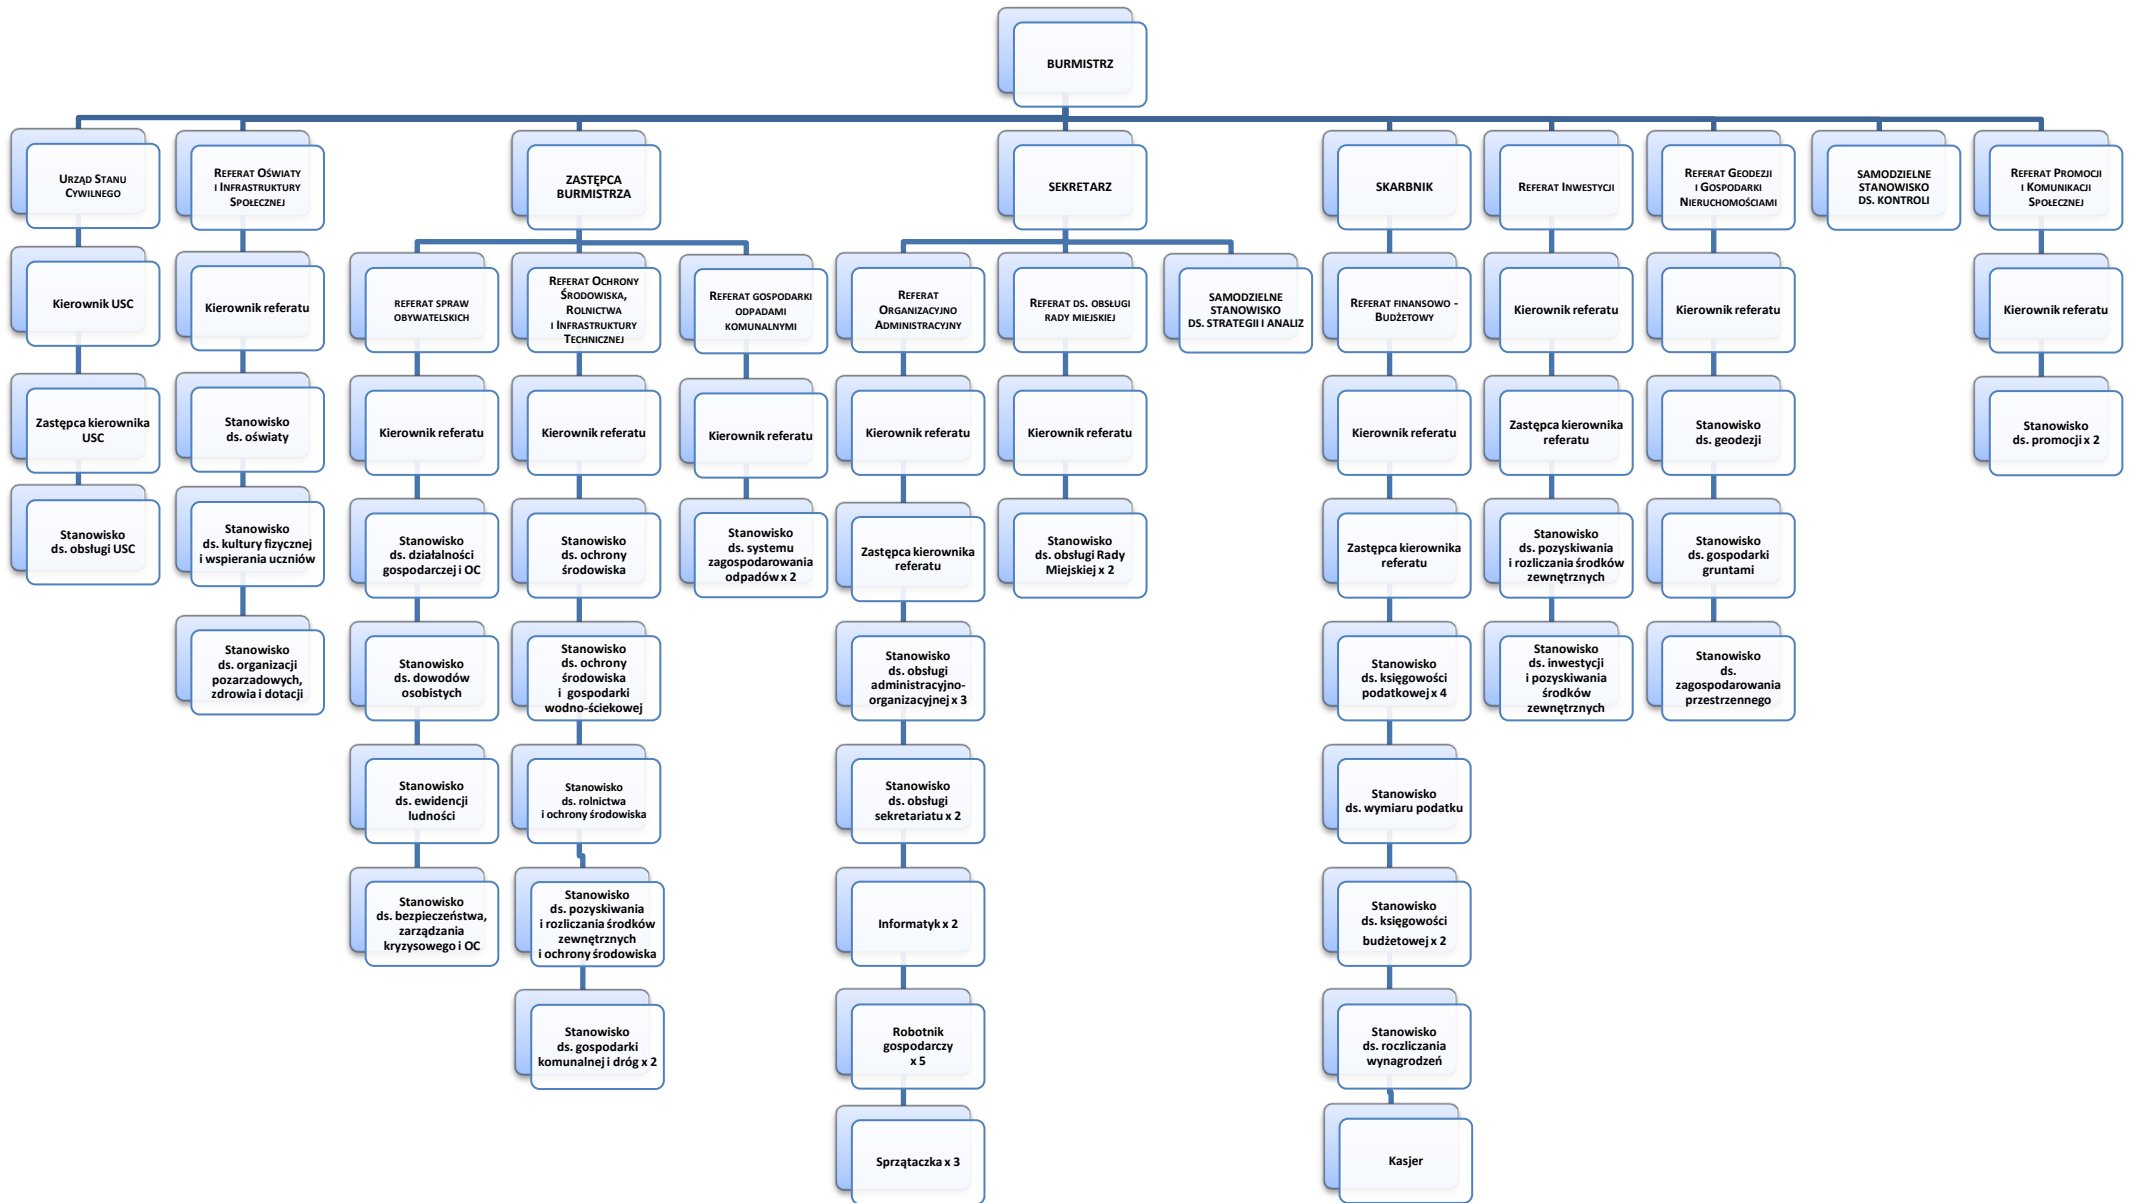 BURMISTRZ
URZĄD STANU
CYWILNEGO
REFERAT OŚWIATY
I INFRASTRUKTURY
SPOŁECZNEJ
ZASTĘPCA
BURMISTRZA
SEKRETARZ
SKARBNIK
REFERAT INWESTYCJI
REFERAT GEODEZJI
I GOSPODARKI
NIERUCHOMOŚCIAMI
SAMODZIELNE
STANOWISKO
DS. KONTROLI
REFERAT PROMOCJI
I KOMUNIKACJI
SPOŁECZNEJ
Kierownik USC
Kierownik referatu
REFERAT SPRAW
OBYWATELSKICH
REFERAT OCHRONY
ŚRODOWISKA,
ROLNICTWA
I INFRASTRUKTURY
TECHNICZNEJ
REFERAT GOSPODARKI
ODPADAMI
KOMUNALNYMI
REFERAT
ORGANIZACYJNO
ADMINISTRACYJNY
REFERAT DS. OBSŁUGI
RADY MIEJSKIEJ
SAMODZIELNE
STANOWISKO
DS. STRATEGII I ANALIZ
REFERAT FINANSOWO -
BUDŻETOWY
Kierownik referatu
Kierownik referatu
Kierownik referatu
Zastępca kierownika
USC
Stanowisko
ds. oświaty
Kierownik referatu
Kierownik referatu
Kierownik referatu
Kierownik referatu
Kierownik referatu
Kierownik referatu
Zastępca kierownika
referatu
Stanowisko
ds. geodezji
Stanowisko
ds. promocji x 2
Stanowisko
ds. obsługi USC
Stanowisko
ds. kultury fizycznej
i wspierania uczniów
Stanowisko
ds. działalności
gospodarczej i OC
Stanowisko
ds. ochrony
środowiska
Stanowisko
ds. systemu
zagospodarowania
odpadów x 2
Zastępca kierownika
referatu
Stanowisko
ds. obsługi Rady
Miejskiej x 2
Zastępca kierownika
referatu
Stanowisko
ds. pozyskiwania
i rozliczania środków
zewnętrznych
Stanowisko
ds. gospodarki
gruntami
Stanowisko
ds. organizacji
pozarzadowych,
zdrowia i dotacji
Stanowisko
ds. dowodów
osobistych
Stanowisko
ds. ochrony
środowiska
i gospodarki
wodno-ściekowej
Stanowisko
ds. obsługi
administracyjno-
organizacyjnej x 3
Stanowisko
ds. księgowości
podatkowej x 4
Stanowisko
ds. inwestycji
i pozyskiwania
środków
zewnętrznych
Stanowisko
ds.
zagospodarowania
przestrzennego
Stanowisko
ds. ewidencji
ludności
Stanowisko
ds. rolnictwa
i ochrony środowiska
Stanowisko
ds. obsługi
sekretariatu x 2
Stanowisko
ds. wymiaru podatku
Stanowisko
ds. bezpieczeństwa,
zarządzania
kryzysowego i OC
Stanowisko
ds. pozyskiwania
i rozliczania środków
zewnętrznych
i ochrony środowiska
Informatyk x 2
Stanowisko
ds. księgowości
budżetowej x 2
Stanowisko
ds. gospodarki
komunalnej i dróg x 2
Robotnik
gospodarczy
x 5
Stanowisko
ds. roczliczania
wynagrodzeń
Sprzątaczka x 3
Kasjer